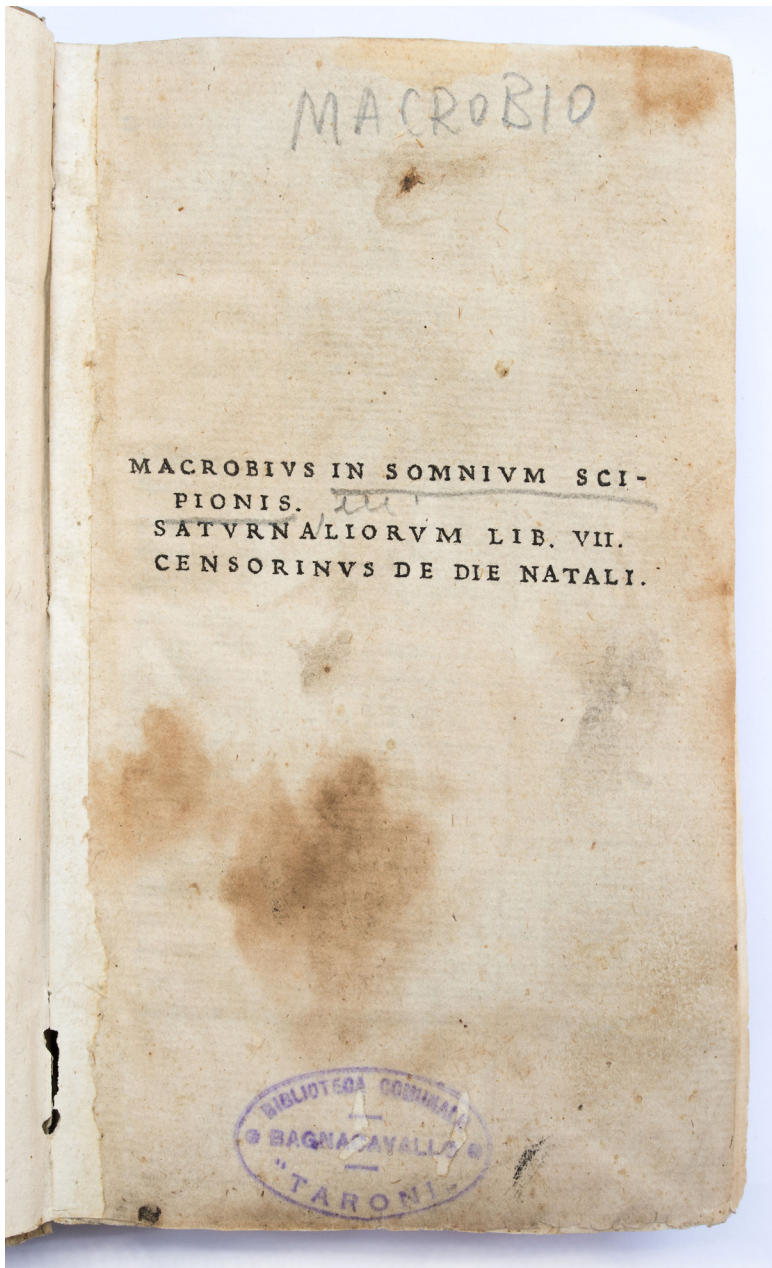 MACROBIO
MACROBIVS IN SOMNIVM SCI-
PIONIS.
SATVRNALIORVM LIB. VII.
CENSORINVS DE DIE NATALI.
BIBLIOTECA COMUNALE
BAGNACAVALLO
"TARONI"